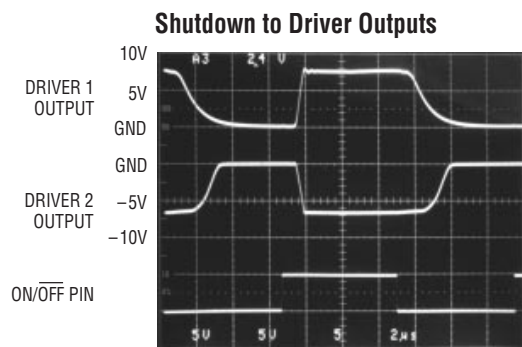 Shutdown to Driver Outputs
10V
A3 2.4 V
DRIVER 1
OUTPUT
5V
GND
GND
DRIVER 2
OUTPUT
–5V
–10V
ON/OFF PIN
5V 5V 5 2µs